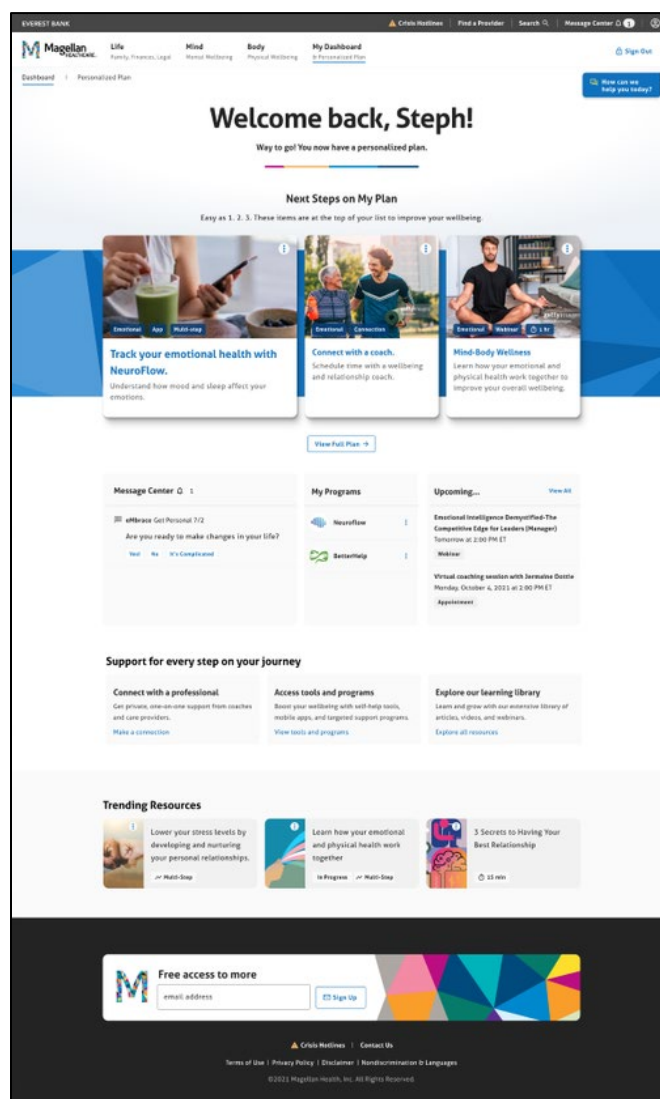 EVEREST BANK
Crisis Hotlines | Find a Provider | Search | Message Center 1
Magellan HEALTHCARE.
Life
Family, Finances, Legal
Mind
Mental Wellbeing
Body
Physical Wellbeing
My Dashboard
& Personalized Plan
Sign Out
Dashboard | Personalized Plan
How can we
help you today?
Welcome back, Steph!
Way to go! You now have a personalized plan.
Next Steps on My Plan
Easy as 1. 2. 3. These items are at the top of your list to improve your wellbeing.
Emotional App Multi-step
Track your emotional health with
NeuroFlow.
Understand how mood and sleep affect your
emotions.
Emotional Connection
Connect with a coach.
Schedule time with a wellbeing
and relationship coach.
gettyimages
Emotional Webinar 1 hr
Mind-Body Wellness
Learn how your emotional and
physical health work together to
improve your overall wellbeing.
View Full Plan →
Message Center 1
eMbrace Get Personal 7/2
Are you ready to make changes in your life?
Yes! No It's Complicated
My Programs
Neuroflow
BetterHelp
Upcoming... View All
Emotional Intelligence Demystified-The
Competitive Edge for Leaders (Manager)
Tomorrow at 2:00 PM ET
Webinar
Virtual coaching session with Jermaine Dottie
Monday, October 4, 2021 at 2:00 PM ET
Appointment
Support for every step on your journey
Connect with a professional
Get private, one-on-one support from coaches
and care providers.
Make a connection
Access tools and programs
Boost your wellbeing with self-help tools,
mobile apps, and targeted support programs.
View tools and programs
Explore our learning library
Learn and grow with our extensive library of
articles, videos, and webinars.
Explore all resources
Trending Resources
Lower your stress levels by
developing and nurturing
your personal relationships.
Multi-Step
Learn how your emotional
and physical health work
together
In Progress Multi-Step
3 Secrets to Having Your
Best Relationship
15 min
Free access to more
email address
Sign Up
Crisis Hotlines | Contact Us
Terms of Use | Privacy Policy | Disclaimer | Nondiscrimination & Languages
©2021 Magellan Health, Inc. All Rights Reserved.